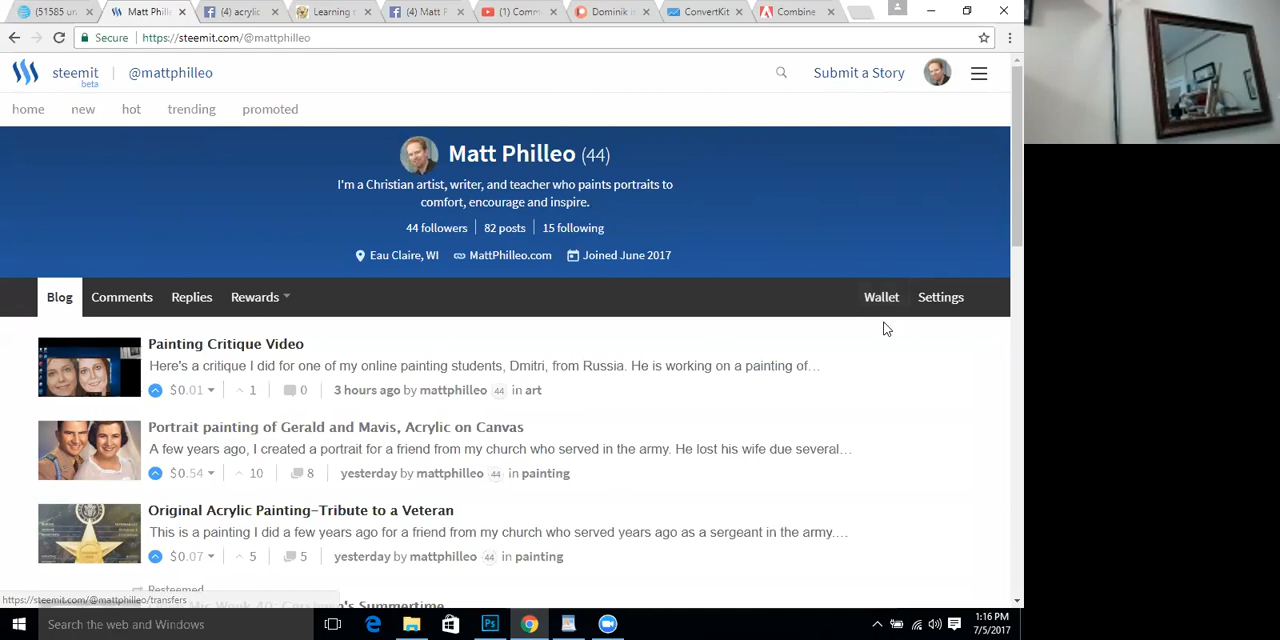 (51585 un
Matt Phille
(4) acrylic
Learning
(4) Matt P
(1) Comm
Dominik is
ConvertKit
Combine
Secure
https://steemit.com/@mattphilleo
steemit
beta
@mattphilleo
Submit a Story
home new hot trending promoted
Matt Philleo (44)
I'm a Christian artist, writer, and teacher who paints portraits to
comfort, encourage and inspire.
44 followers 82 posts 15 following
Eau Claire, WI MattPhilleo.com Joined June 2017
Blog Comments Replies Rewards Wallet Settings
Painting Critique Video
Here's a critique I did for one of my online painting students, Dmitri, from Russia. He is working on a painting of...
$0.01 1 0 3 hours ago by mattphilleo 44 in art
Portrait painting of Gerald and Mavis, Acrylic on Canvas
A few years ago, I created a portrait for a friend from my church who served in the army. He lost his wife due several...
$0.54 10 8 yesterday by mattphilleo 44 in painting
Original Acrylic Painting–Tribute to a Veteran
This is a painting I did a few years ago for a friend from my church who served years ago as a sergeant in the army....
$0.07 5 5 yesterday by mattphilleo 44 in painting
Resteemed
https://steemit.com/@mattphilleo/transfers
Week 40: 's Summertime
Search the web and Windows
Ps
1:16 PM
7/5/2017